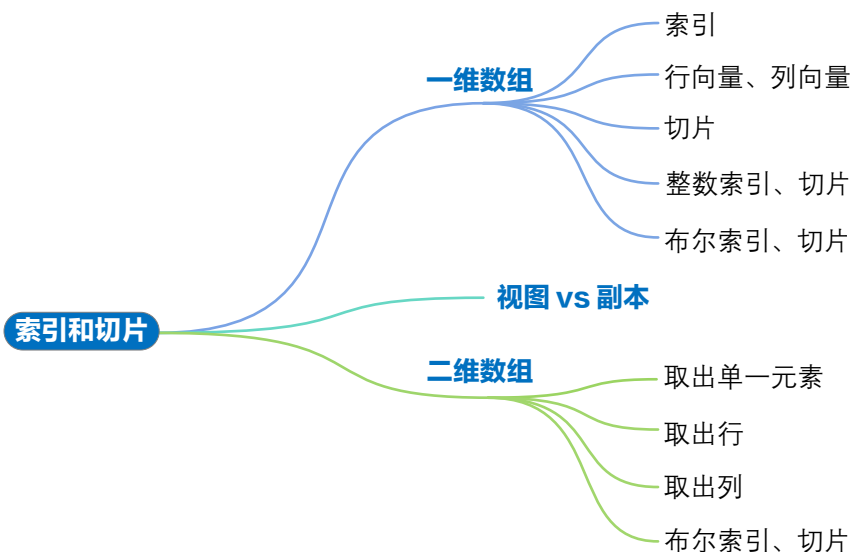 索引和切片
一维数组
索引
行向量、列向量
切片
整数索引、切片
布尔索引、切片
视图 vs 副本
二维数组
取出单一元素
取出行
取出列
布尔索引、切片